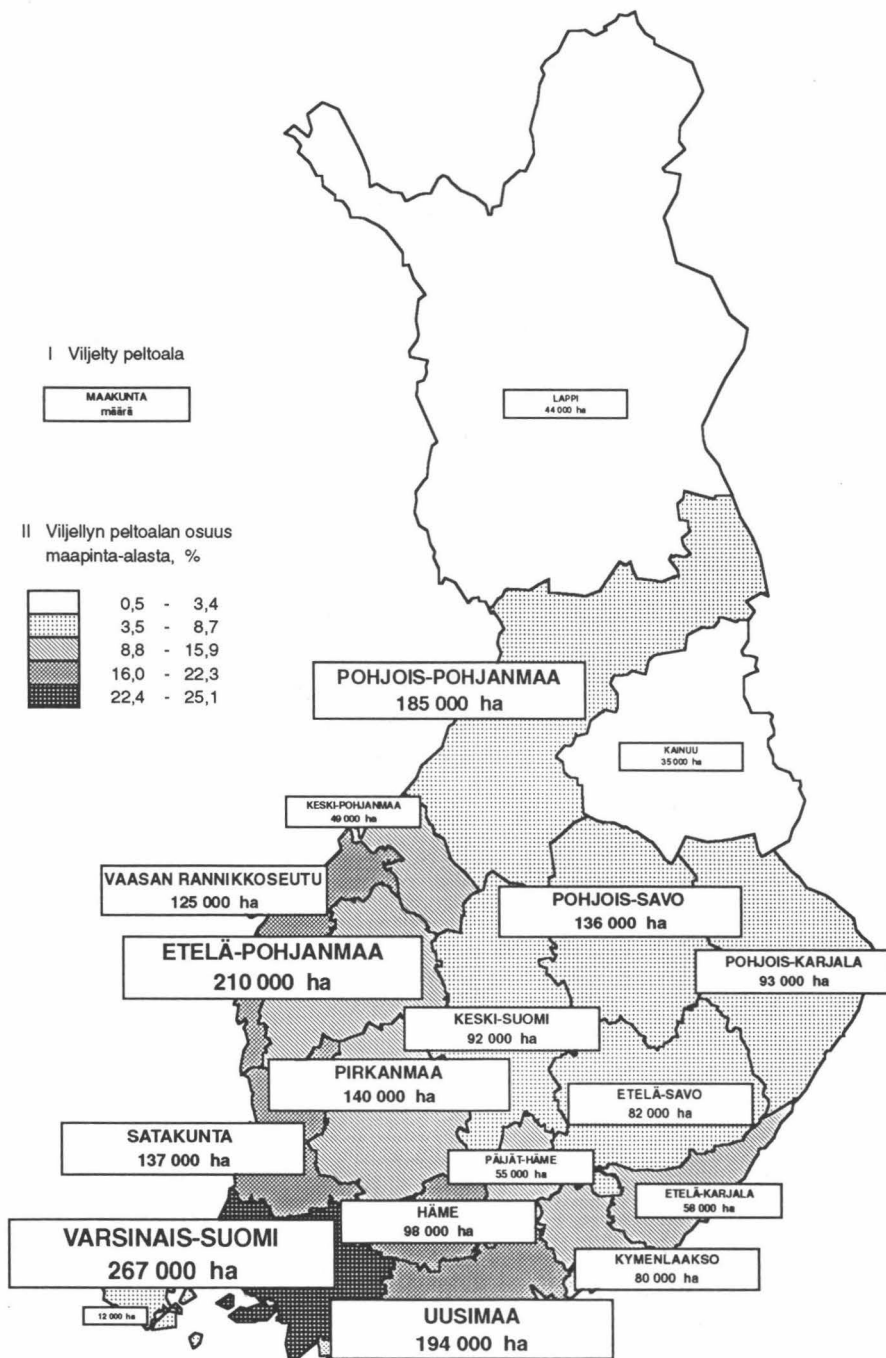 I Viljelty peltoala
MAAKUNTA
määrä
II Viljellyn peltoalan osuus
maapinta-alasta, %
0,5 - 3,4
3,5 - 8,7
8,8 - 15,9
16,0 - 22,3
22,4 - 25,1
LAPPI
44 000 ha
POHJOIS-POHJANMAA
185 000 ha
KAINUU
35 000 ha
KESKI-POHJANMAA
49 000 ha
VAASAN RANNIKKOSEUTU
125 000 ha
POHJOIS-SAVO
136 000 ha
ETELÄ-POHJANMAA
210 000 ha
POHJOIS-KARJALA
93 000 ha
KESKI-SUOMI
92 000 ha
PIRKANMAA
140 000 ha
ETELÄ-SAVO
82 000 ha
SATAKUNTA
137 000 ha
PÄIJÄT-HÄME
55 000 ha
ETELÄ-KARJALA
58 000 ha
HÄME
98 000 ha
VARSINAIS-SUOMI
267 000 ha
KYMENLAAKSO
80 000 ha
12 000 ha
UUSIMAA
194 000 ha